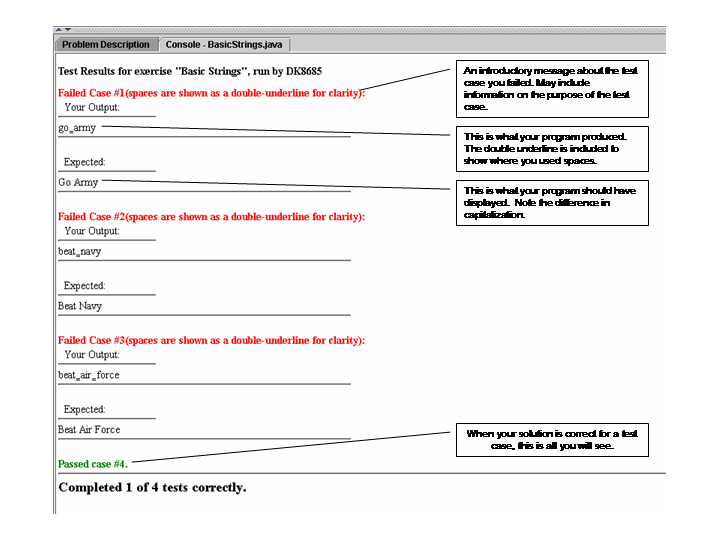 Problem Description
Console - BasicStrings.java
Test Results for exercise "Basic Strings", run by DK8685
Failed Case #1(spaces are shown as a double-underline for clarity):
Your Output:
go‗army
Expected:
Go Army
Failed Case #2(spaces are shown as a double-underline for clarity):
Your Output:
beat‗navy
Expected:
Beat Navy
Failed Case #3(spaces are shown as a double-underline for clarity):
Your Output:
beat‗air‗force
Expected:
Beat Air Force
Passed case #4.
Completed 1 of 4 tests correctly.
An introductory message about the test
case you failed. May include
information on the purpose of the test
case.
This is what your program produced.
The double underline is included to
show where you used spaces.
This is what your program should have
displayed. Note the difference in
capitalization.
When your solution is correct for a test
case, this is all you will see.